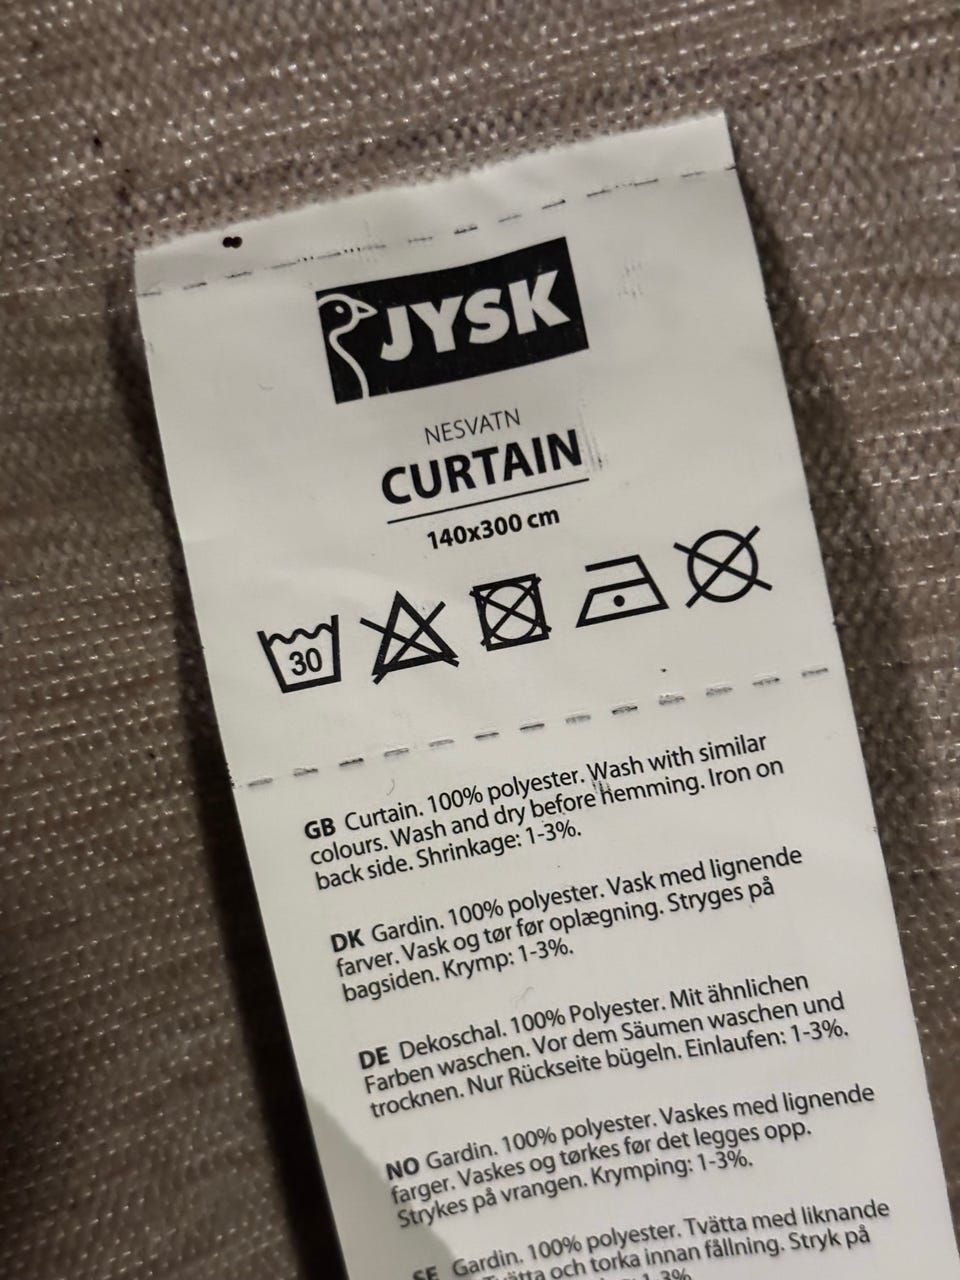 JYSK
NESVATN
CURTAIN
140x300 cm
30
GB Curtain. 100% polyester. Wash with similar
colours. Wash and dry before hemming. Iron on
back side. Shrinkage: 1-3%.
DK Gardin. 100% polyester. Vask med lignende
farver. Vask og tør før oplægning. Stryges på
bagsiden. Krymp: 1-3%.
DE Dekoschal. 100% Polyester. Mit ähnlichen
Farben waschen. Vor dem Säumen waschen und
trocknen. Nur Rückseite bügeln. Einlaufen: 1-3%.
NO Gardin. 100% polyester. Vaskes med lignende
farger. Vaskes og tørkes før det legges opp.
Strykes på vrangen. Krymping: 1-3%.
SE Gardin. 100% polyester. Tvätta med liknande
Tvätta och torka innan fållning. Stryk på
1-3%.